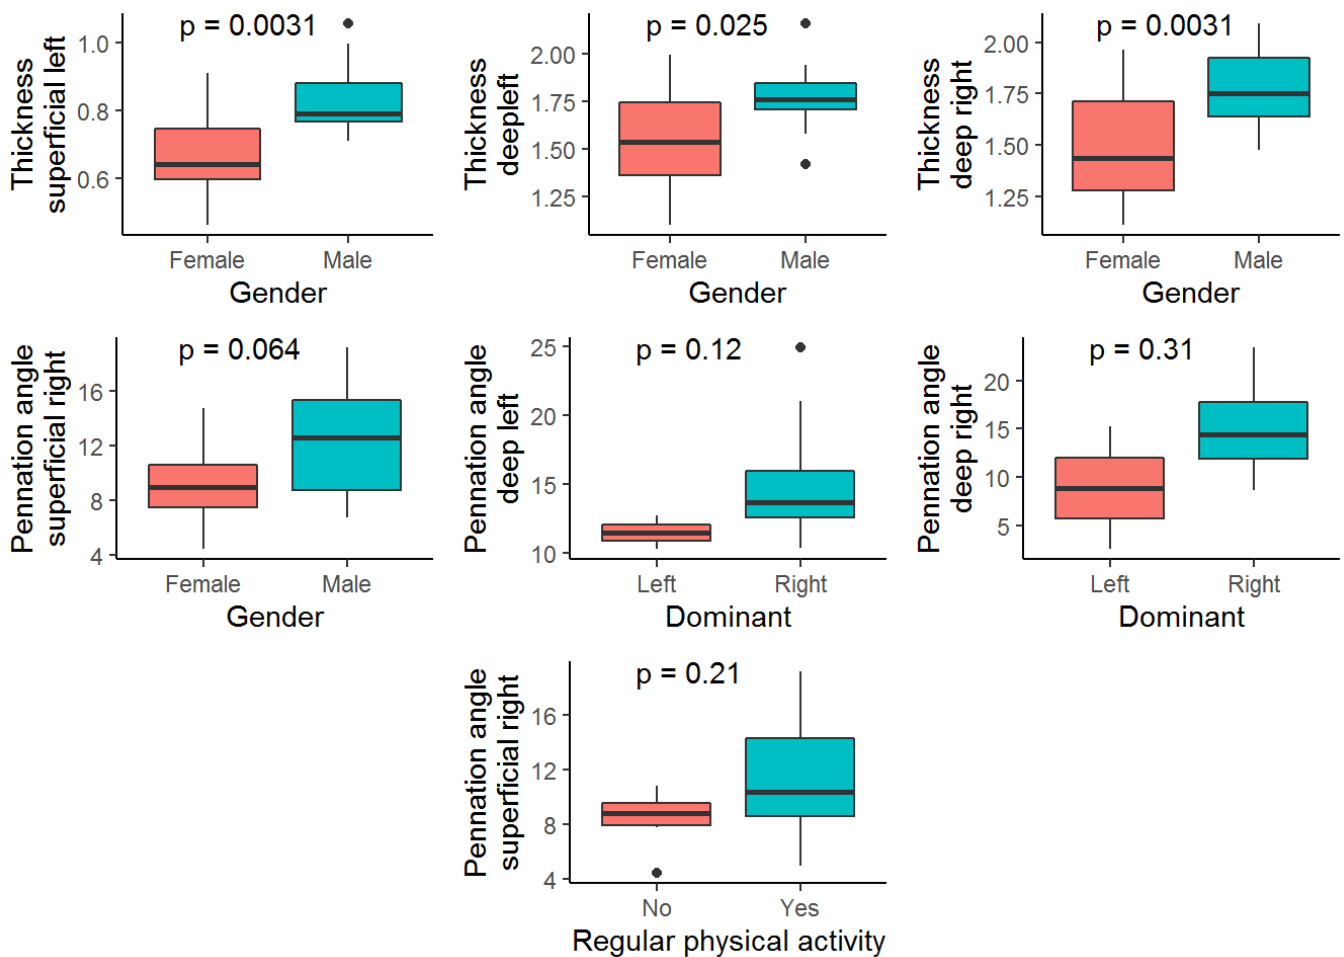 p = 0.0031
Thickness
superficial left
1.0
0.8
0.6
Female Male
Gender
p = 0.025
Thickness
deepleft
2.00
1.75
1.50
1.25
Female Male
Gender
p = 0.0031
Thickness
deep right
2.00
1.75
1.50
1.25
Female Male
Gender
p = 0.064
Pennation angle
superficial right
16
12
8
4
Female Male
Gender
p = 0.12
Pennation angle
deep left
25
20
15
10
Left Right
Dominant
p = 0.31
Pennation angle
deep right
20
15
10
5
Left Right
Dominant
p = 0.21
Pennation angle
superficial right
16
12
8
4
No Yes
Regular physical activity